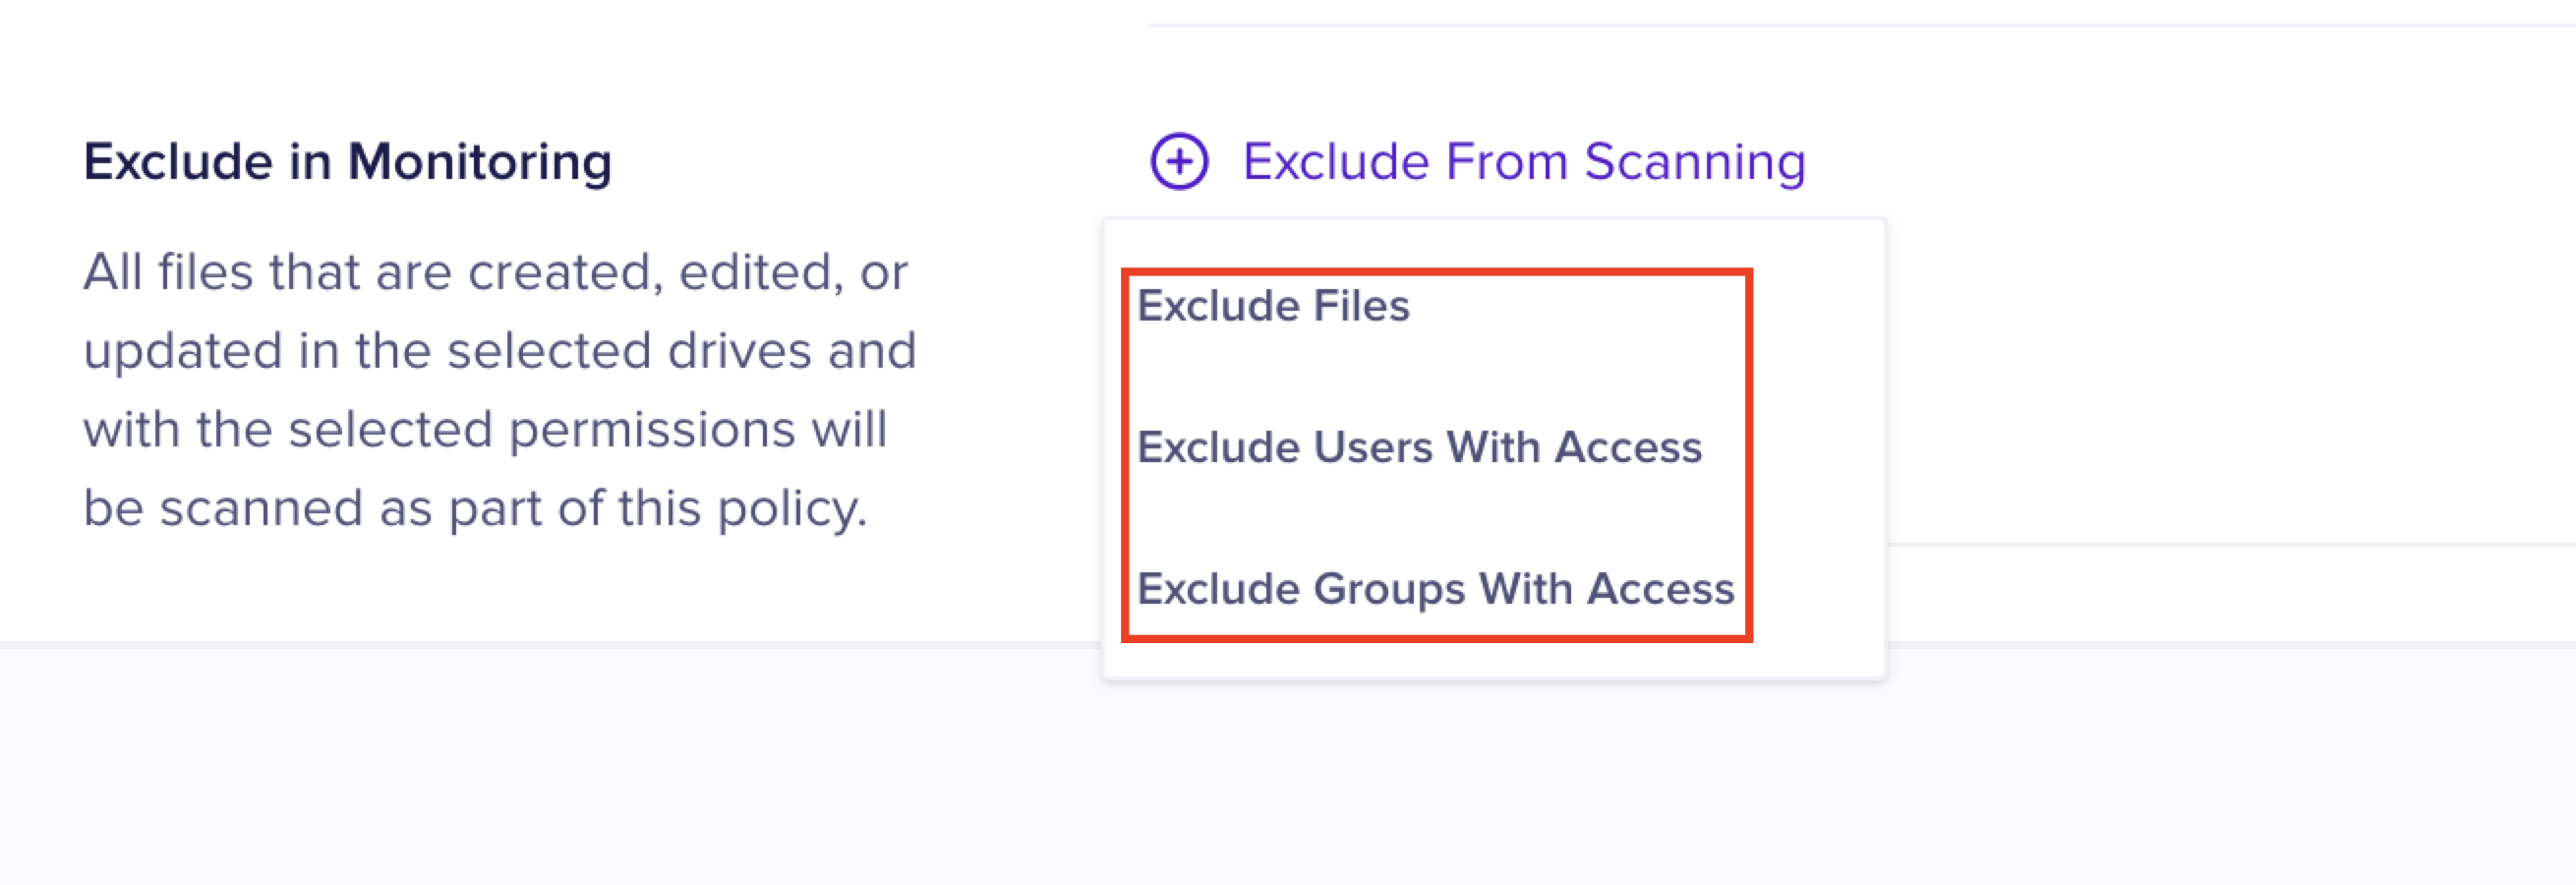 Exclude in Monitoring
All files that are created, edited, or
updated in the selected drives and
with the selected permissions will
be scanned as part of this policy.
Exclude From Scanning
Exclude Files
Exclude Users With Access
Exclude Groups With Access